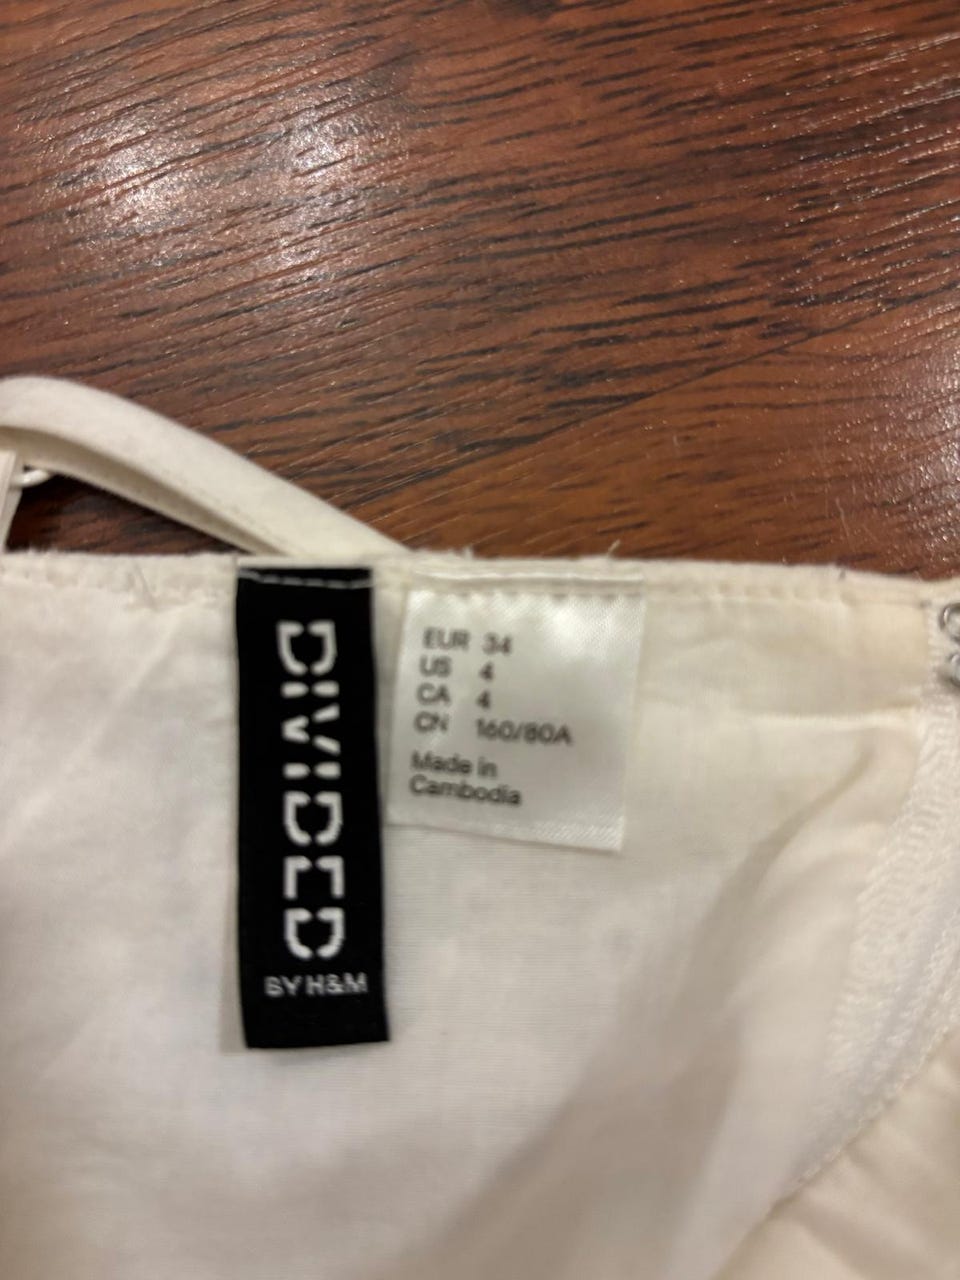 DIVIDED
BY H&M
EUR 34
US 4
CA 4
CN 160/80A
Made in
Cambodia